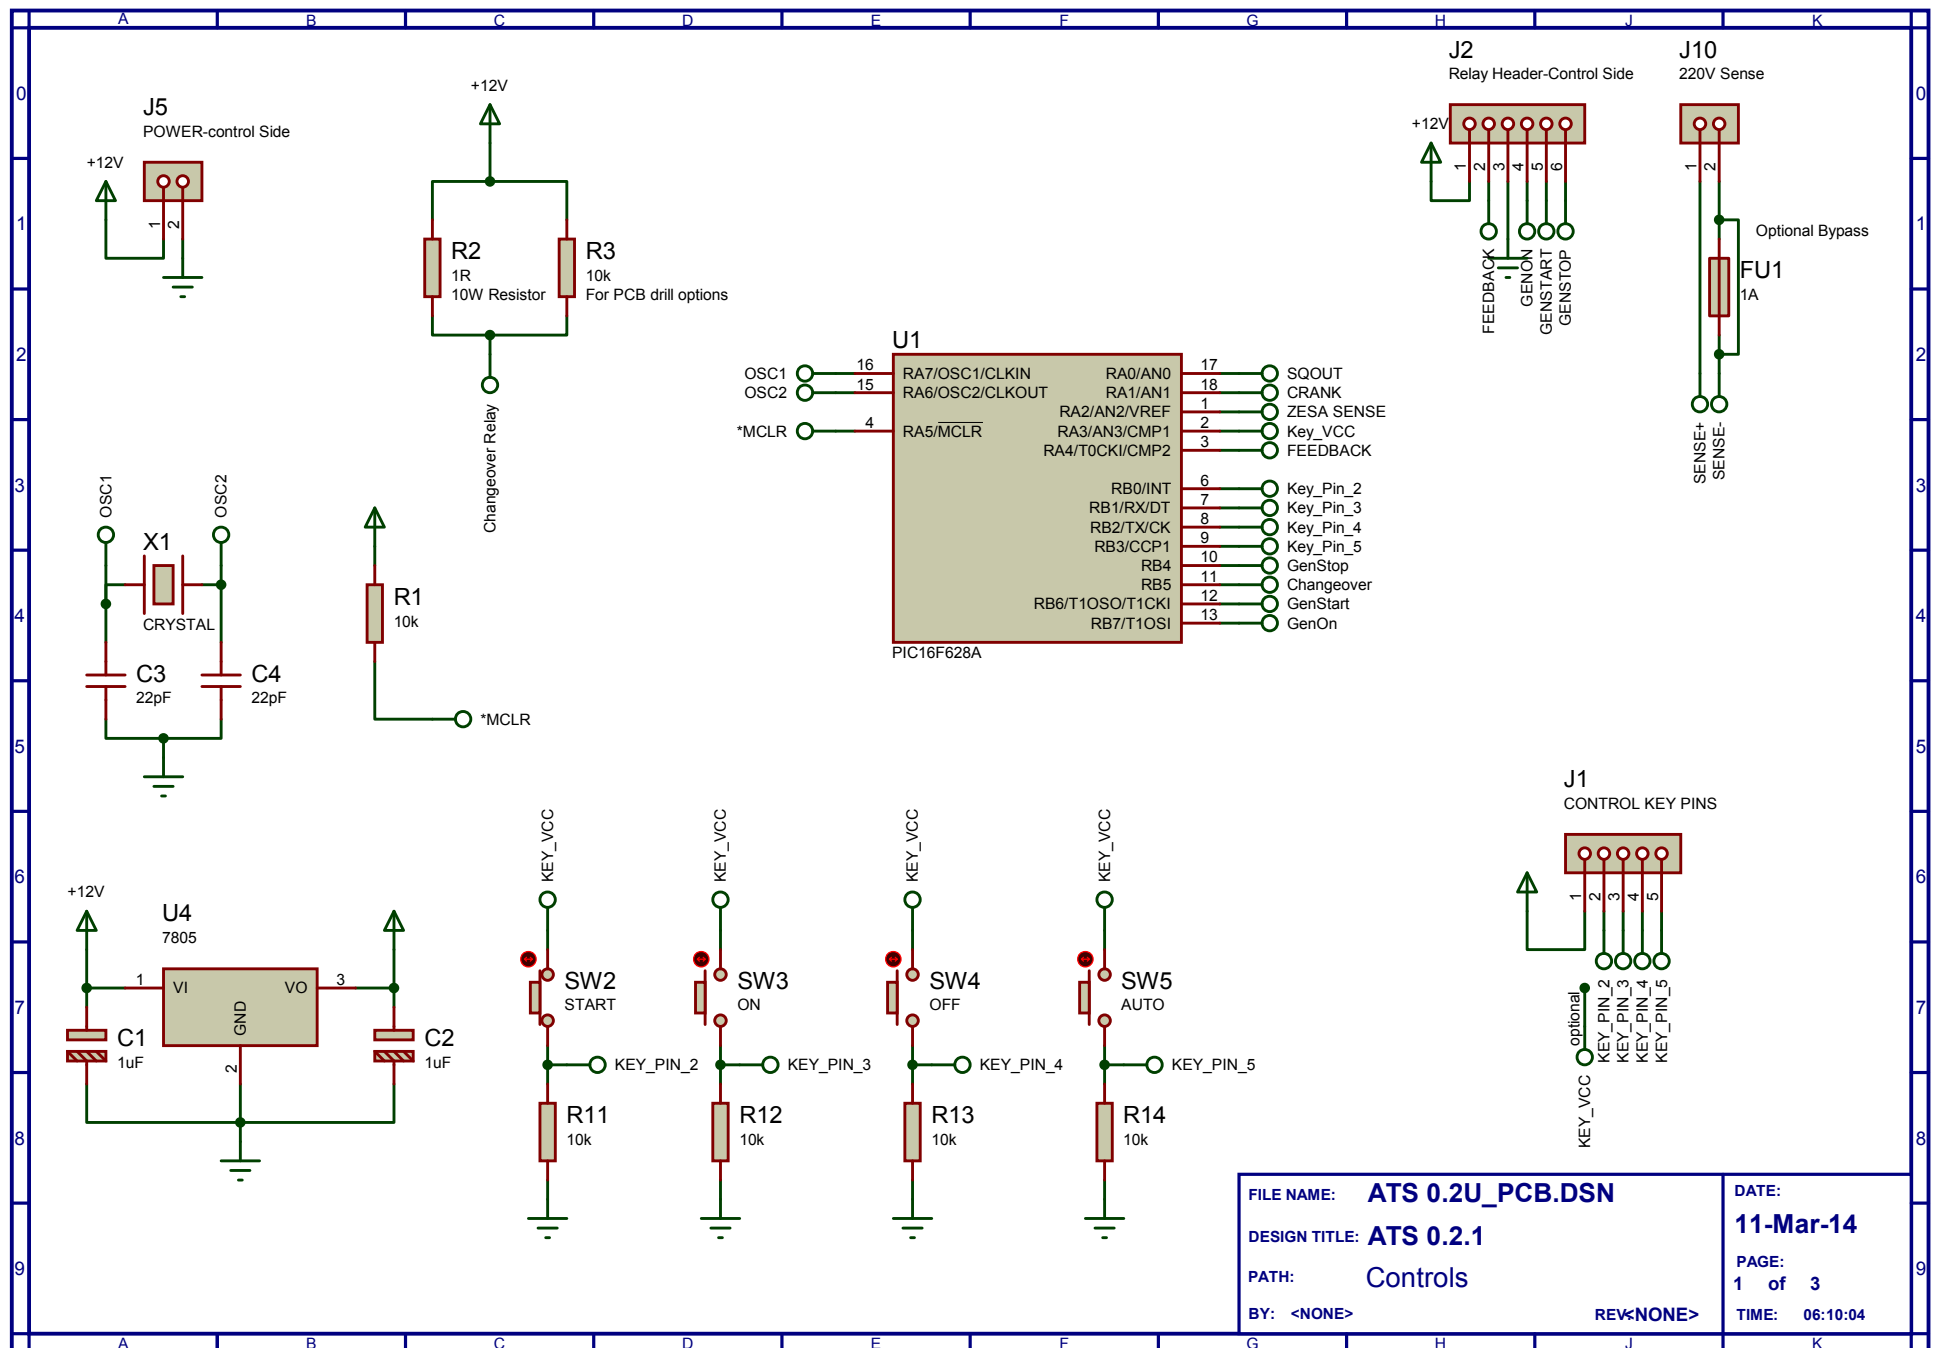 A B C D E F G H J K
0
1
2
3
4
5
6
7
8
9
J5
POWER-control Side
+12V
1
2
+12V
R2
1R
10W Resistor
R3
10k
For PCB drill options
Changeover Relay
J2
Relay Header-Control Side
+12V
1
2
3
4
5
6
FEEDBACK
GENON
GENSTART
GENSTOP
J10
220V Sense
1
2
Optional Bypass
FU1
1A
SENSE+
SENSE-
U1
OSC1 16 RA7/OSC1/CLKIN
OSC2 15 RA6/OSC2/CLKOUT
*MCLR 4 RA5/MCLR
RA0/AN0 17 SQOUT
RA1/AN1 18 CRANK
RA2/AN2/VREF 1 ZESA SENSE
RA3/AN3/CMP1 2 Key_VCC
RA4/T0CKI/CMP2 3 FEEDBACK
RB0/INT 6 Key_Pin_2
RB1/RX/DT 7 Key_Pin_3
RB2/TX/CK 8 Key_Pin_4
RB3/CCP1 9 Key_Pin_5
RB4 10 GenStop
RB5 11 Changeover
RB6/T1OSO/T1CKI 12 GenStart
RB7/T1OSI 13 GenOn
PIC16F628A
OSC1
OSC2
X1
CRYSTAL
C3
22pF
C4
22pF
R1
10k
*MCLR
J1
CONTROL KEY PINS
1
2
3
4
5
optional
KEY_VCC
KEY_PIN_2
KEY_PIN_3
KEY_PIN_4
KEY_PIN_5
+12V
U4
7805
1 VI
VO 3
GND
2
C1
1uF
C2
1uF
KEY_VCC
SW2
START
KEY_PIN_2
R11
10k
KEY_VCC
SW3
ON
KEY_PIN_3
R12
10k
KEY_VCC
SW4
OFF
KEY_PIN_4
R13
10k
KEY_VCC
SW5
AUTO
KEY_PIN_5
R14
10k
FILE NAME: ATS 0.2U_PCB.DSN
DESIGN TITLE: ATS 0.2.1
PATH: Controls
BY: <NONE> REV:<NONE>
DATE:
11-Mar-14
PAGE:
1 of 3
TIME: 06:10:04
0
1
2
3
4
5
6
7
8
9
A B C D E F G H J K